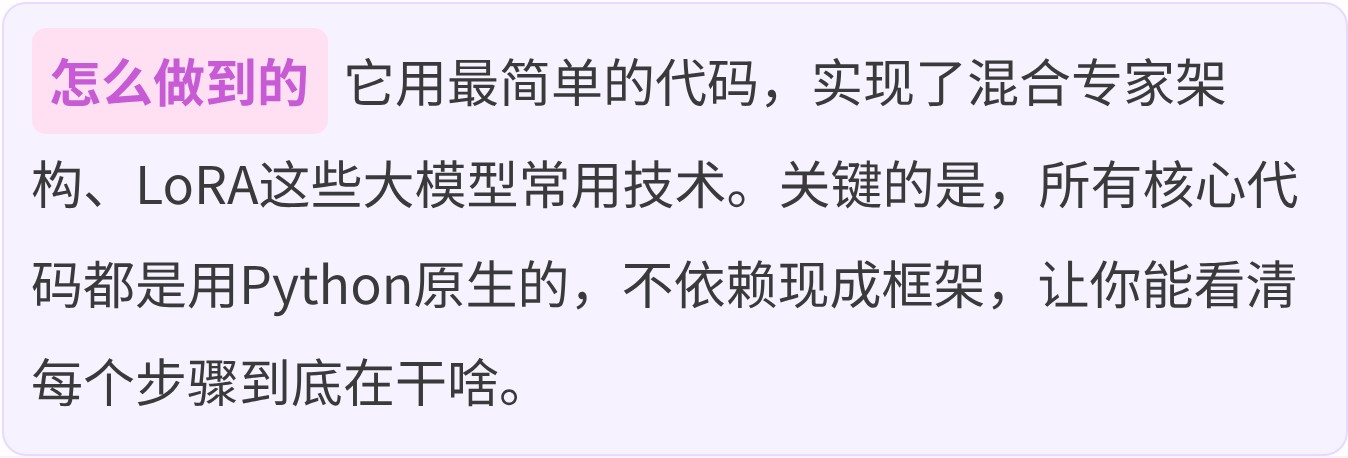 怎么做到的 它用最简单的代码，实现了混合专家架
构、LoRA这些大模型常用技术。关键的是，所有核心代
码都是用Python原生的，不依赖现成框架，让你能看清
每个步骤到底在干啥。